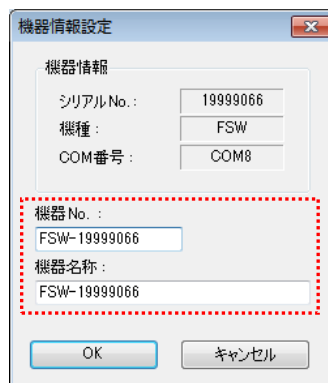 機器情報設定
機器情報
シリアルNo.: 19999066
機種: FSW
COM番号: COM8
機器No. :
FSW-19999066
機器名称:
FSW-19999066
OK キャンセル